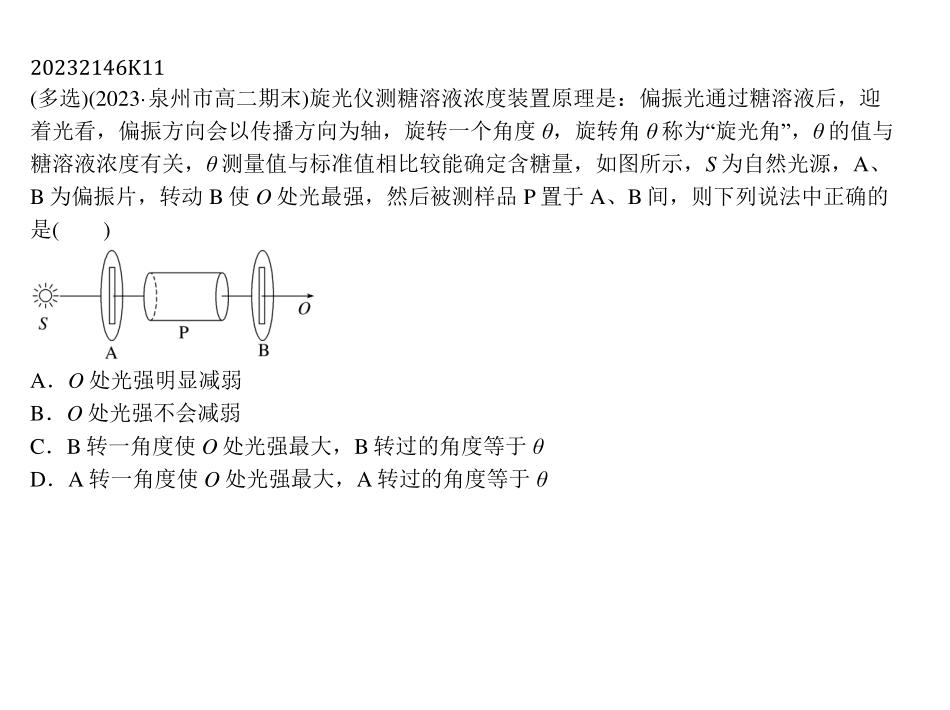 20232146K11
(多选)(2023·泉州市高二期末)旋光仪测糖溶液浓度装置原理是：偏振光通过糖溶液后，迎
着光看，偏振方向会以传播方向为轴，旋转一个角度 θ，旋转角 θ 称为“旋光角”，θ 的值与
糖溶液浓度有关，θ 测量值与标准值相比较能确定含糖量，如图所示，S 为自然光源，A、
B 为偏振片，转动 B 使 O 处光最强，然后被测样品 P 置于 A、B 间，则下列说法中正确的
是(　　)
S
A
P
B
O
A．O 处光强明显减弱
B．O 处光强不会减弱
C．B 转一角度使 O 处光强最大，B 转过的角度等于 θ
D．A 转一角度使 O 处光强最大，A 转过的角度等于 θ